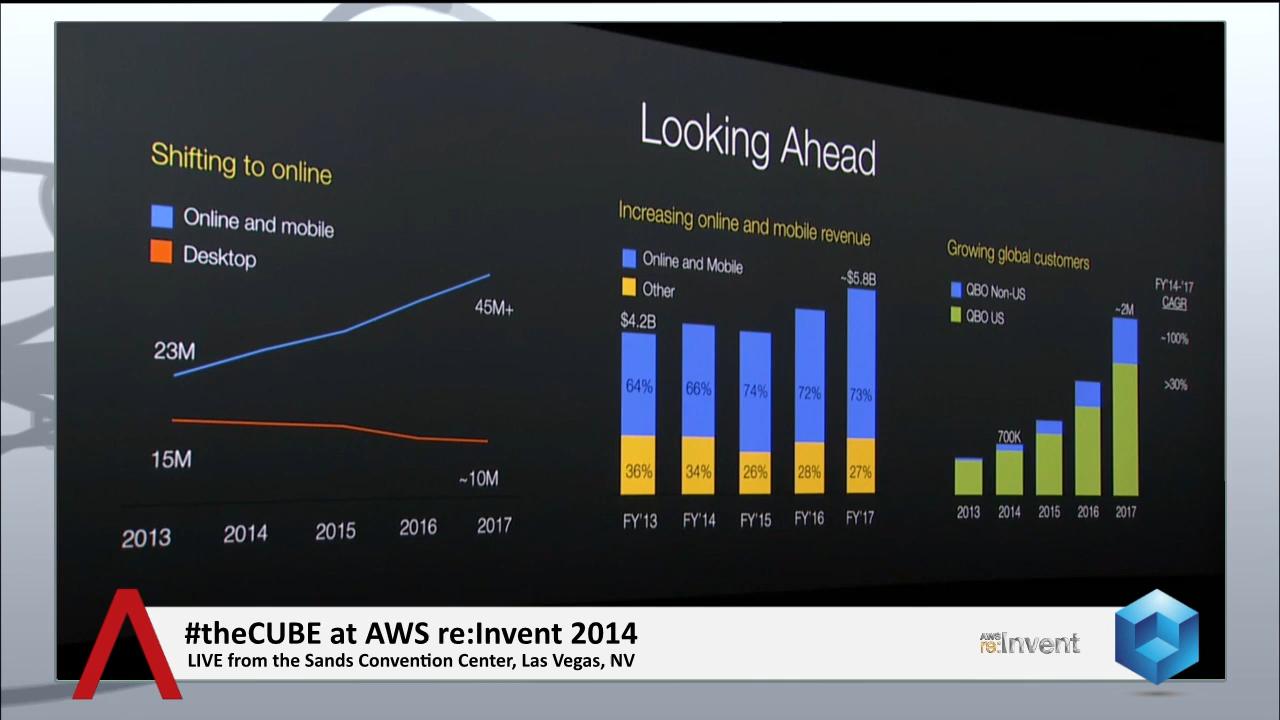 Looking Ahead
Shifting to online
Online and mobile
Desktop
23M
45M+
15M
~10M
2013 2014 2015 2016 2017
Increasing online and mobile revenue
Online and Mobile
Other
$4.2B
~$5.8B
64% 66% 74% 72% 73%
36% 34% 26% 28% 27%
FY'13 FY'14 FY'15 FY'16 FY'17
Growing global customers
QBO Non-US
QBO US
FY'14-'17
CAGR
~2M
~100%
>30%
700K
2013 2014 2015 2016 2017
#theCUBE at AWS re:Invent 2014
LIVE from the Sands Convention Center, Las Vegas, NV
AWS
re:Invent